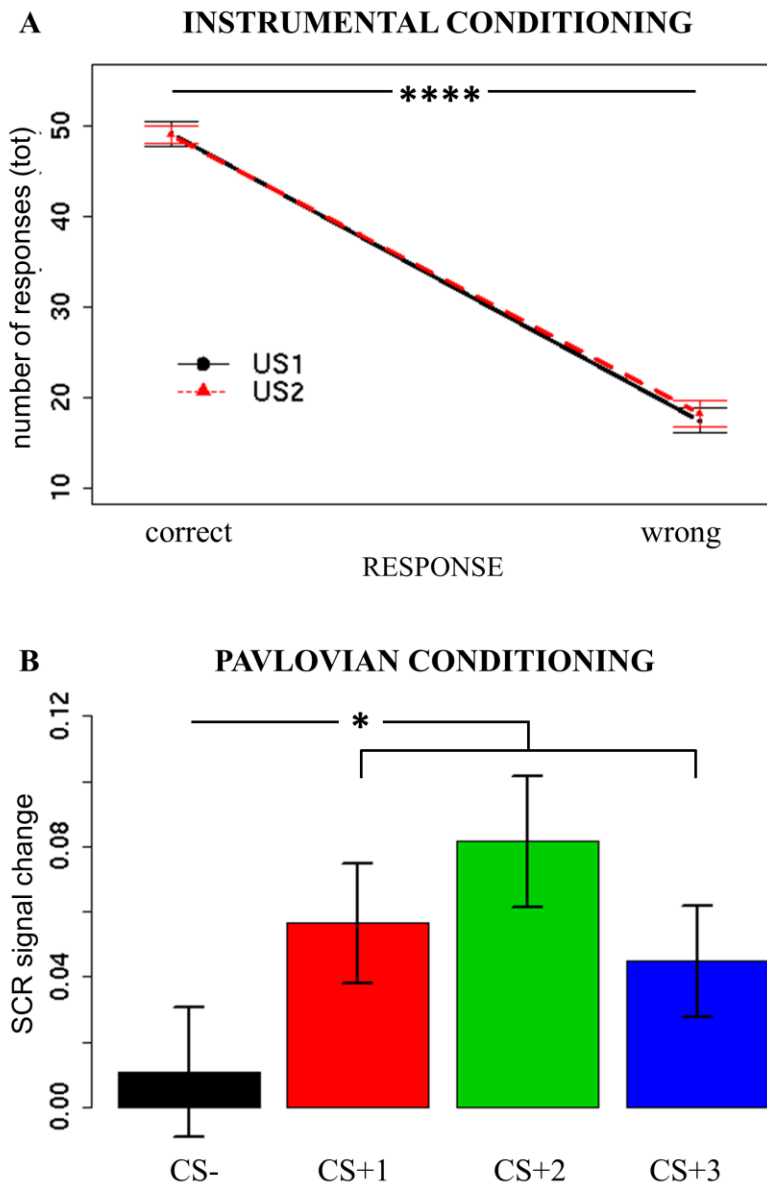 A INSTRUMENTAL CONDITIONING
****
50
40
30
20
10
number of responses (tot)
US1
US2
correct wrong
RESPONSE
B PAVLOVIAN CONDITIONING
*
0.12
0.08
0.04
0.00
SCR signal change
CS- CS+1 CS+2 CS+3